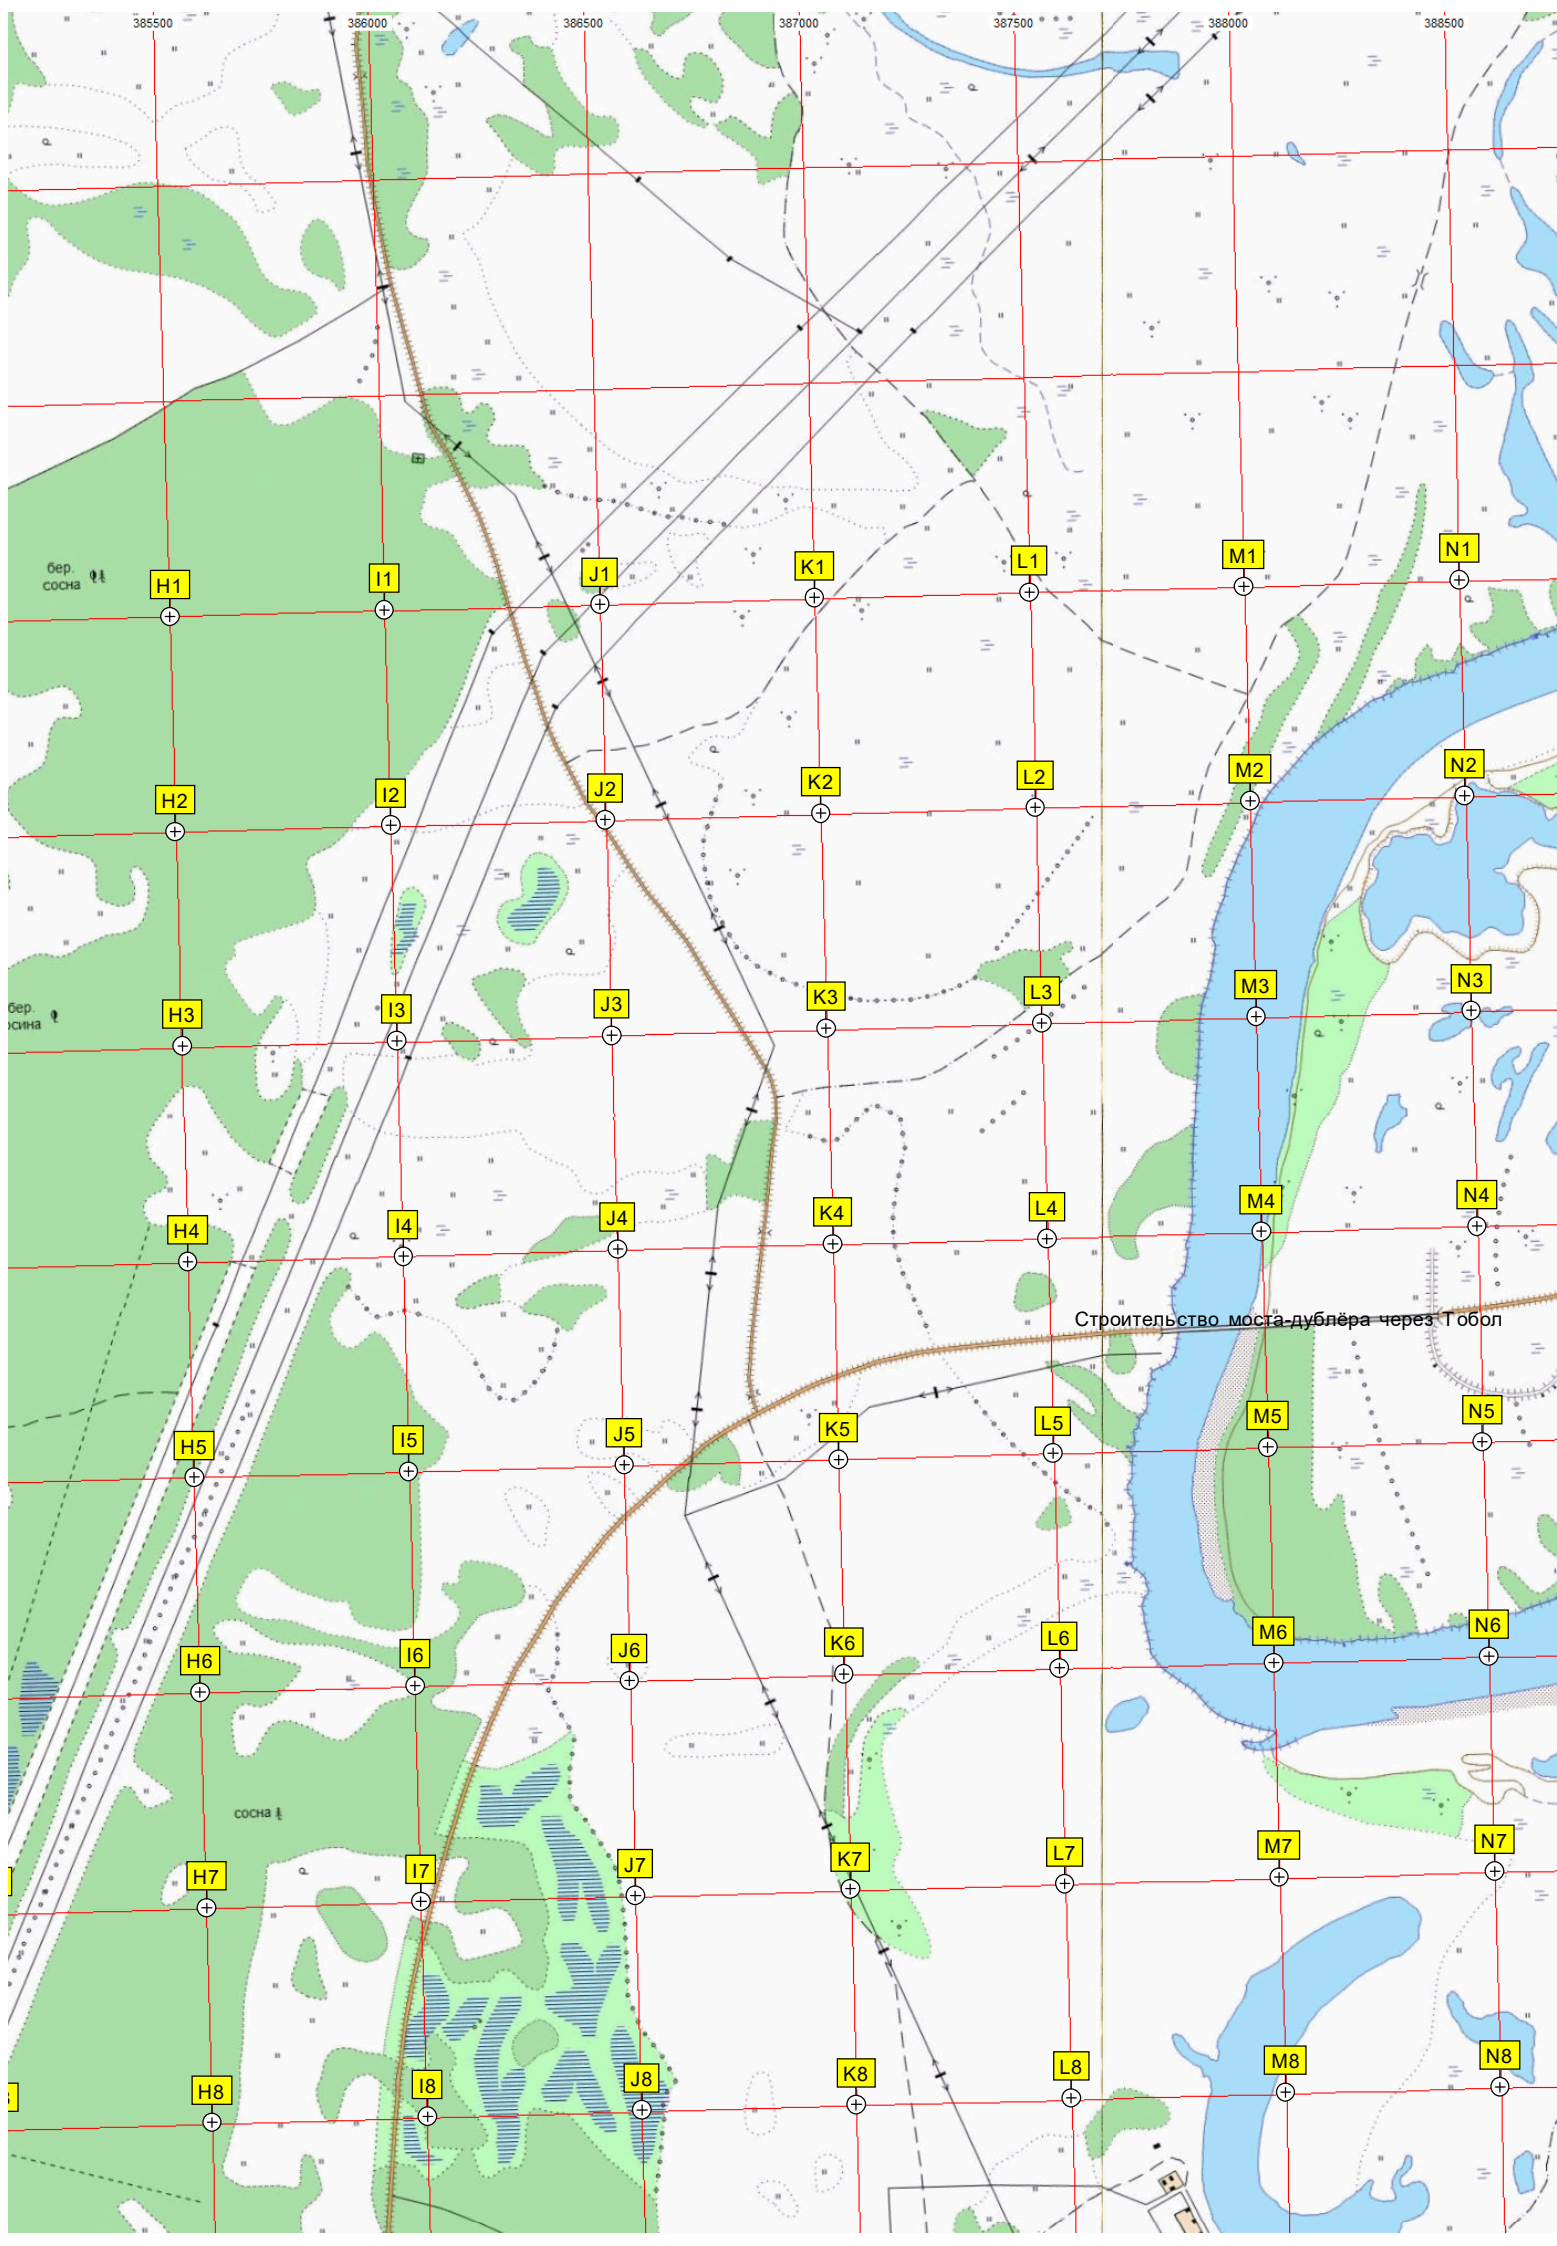 385500 386000 386500 387000 387500 388000 388500
H1 I1 J1 K1 L1 M1 N1
бер.
сосна
H2 I2 J2 K2 L2 M2 N2
H3 I3 J3 K3 L3 M3 N3
бер.
H4 I4 J4 K4 L4 M4 N4
Строительство моста-дублёра через Тобол
H5 I5 J5 K5 L5 M5 N5
H6 I6 J6 K6 L6 M6 N6
сосна
H7 I7 J7 K7 L7 M7 N7
H8 I8 J8 K8 L8 M8 N8